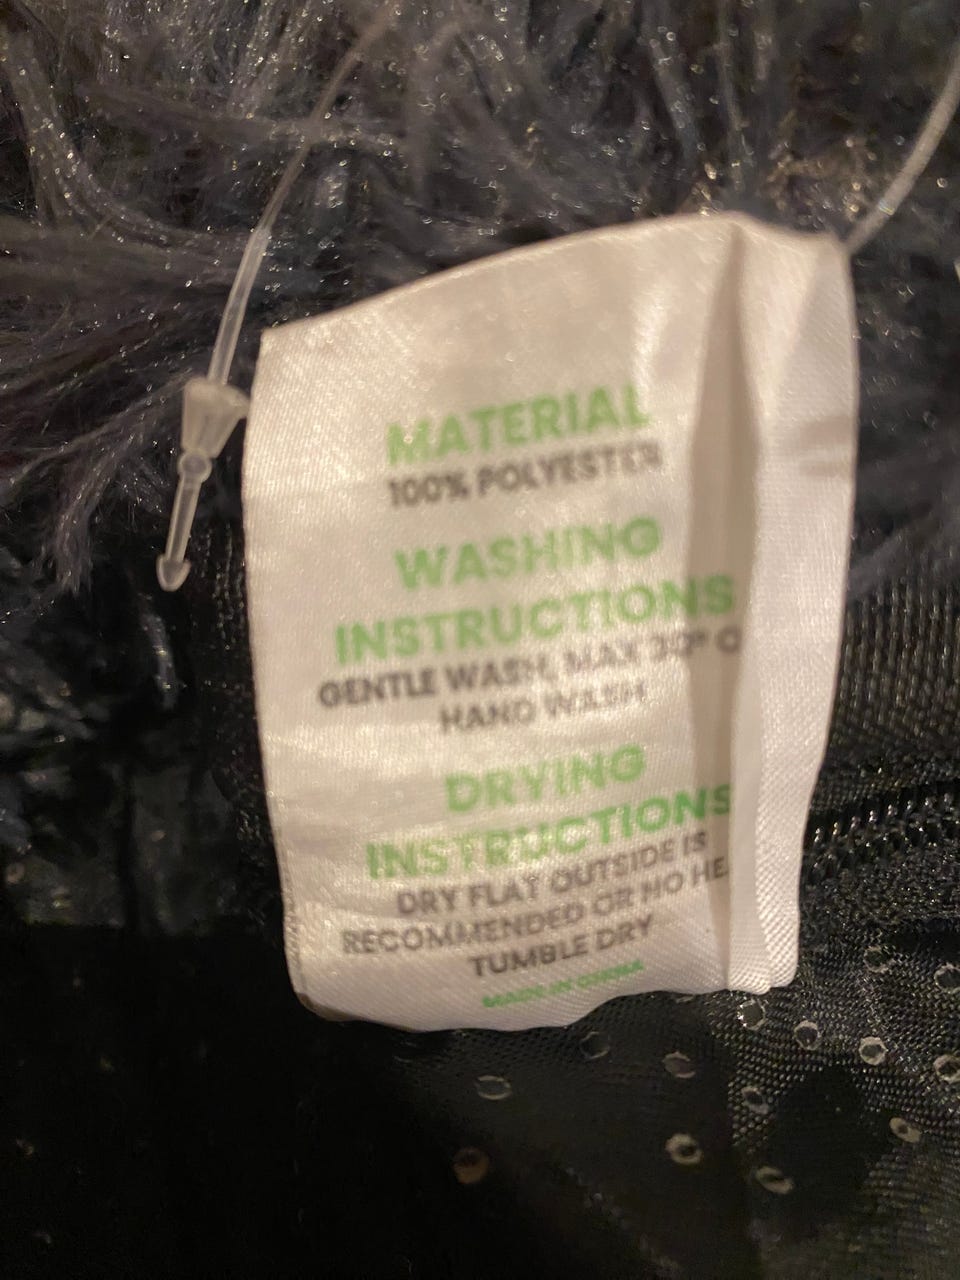 MATERIAL
100% POLYESTER
WASHING
INSTRUCTIONS
GENTLE WASH, MAX 30°
HAND WASH
DRYING
INSTRUCTIONS
DRY FLAT OUTSIDE IS
RECOMMENDED OR NO HE
TUMBLE DRY
MADE IN CHINA